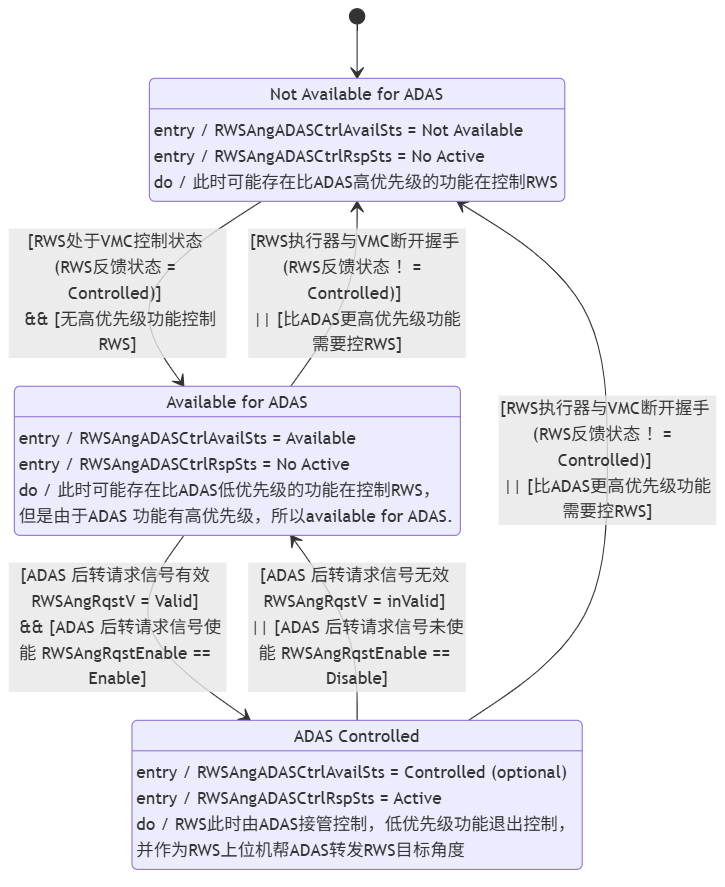 Not Available for ADAS
entry / RWSAngADASCtrlAvailSts = Not Available
entry / RWSAngADASCtrlRspSts = No Active
do / 此时可能存在比ADAS高优先级的功能在控制RWS
[RWS处于VMC控制状态
(RWS反馈状态 =
Controlled)]
&& [无高优先级功能控制
RWS]
[RWS执行器与VMC断开握手
(RWS反馈状态 ！=
Controlled)]
|| [比ADAS更高优先级功能
需要控RWS]
Available for ADAS
entry / RWSAngADASCtrlAvailSts = Available
entry / RWSAngADASCtrlRspSts = No Active
do / 此时可能存在比ADAS低优先级的功能在控制RWS，
但是由于ADAS 功能有高优先级，所以available for ADAS.
[RWS执行器与VMC断开握手
(RWS反馈状态 ！=
Controlled)]
|| [比ADAS更高优先级功能
需要控RWS]
[ADAS 后转请求信号有效
RWSAngRqstV = Valid]
&& [ADAS 后转请求信号使
能 RWSAngRqstEnable ==
Enable]
[ADAS 后转请求信号无效
RWSAngRqstV = inValid]
|| [ADAS 后转请求信号未使
能 RWSAngRqstEnable ==
Disable]
ADAS Controlled
entry / RWSAngADASCtrlAvailSts = Controlled (optional)
entry / RWSAngADASCtrlRspSts = Active
do / RWS此时由ADAS接管控制，低优先级功能退出控制，
并作为RWS上位机帮ADAS转发RWS目标角度